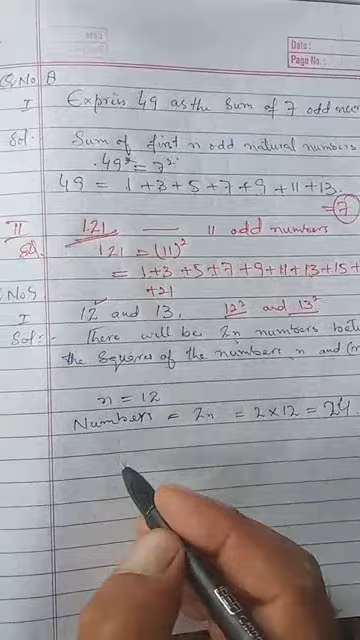 Date:
Page No.
Q.No. 4
I Express 49 as the Sum of 7 odd
Sol:- Sum of first n odd natural numbers
49 = 7²
49 = 1+3+5+7+9+11+13.
=7
II 121 — 11 odd numbers
Sol. 121 = (11)²
= 1+3+5+7+9+11+13+15+
+21
Q.No 5.
I 12 and 13. 12² and 13²
Sol:- There will be 2n numbers
the Squares of the numbers n and
n = 12
Numbers = 2n = 2×12 = 24